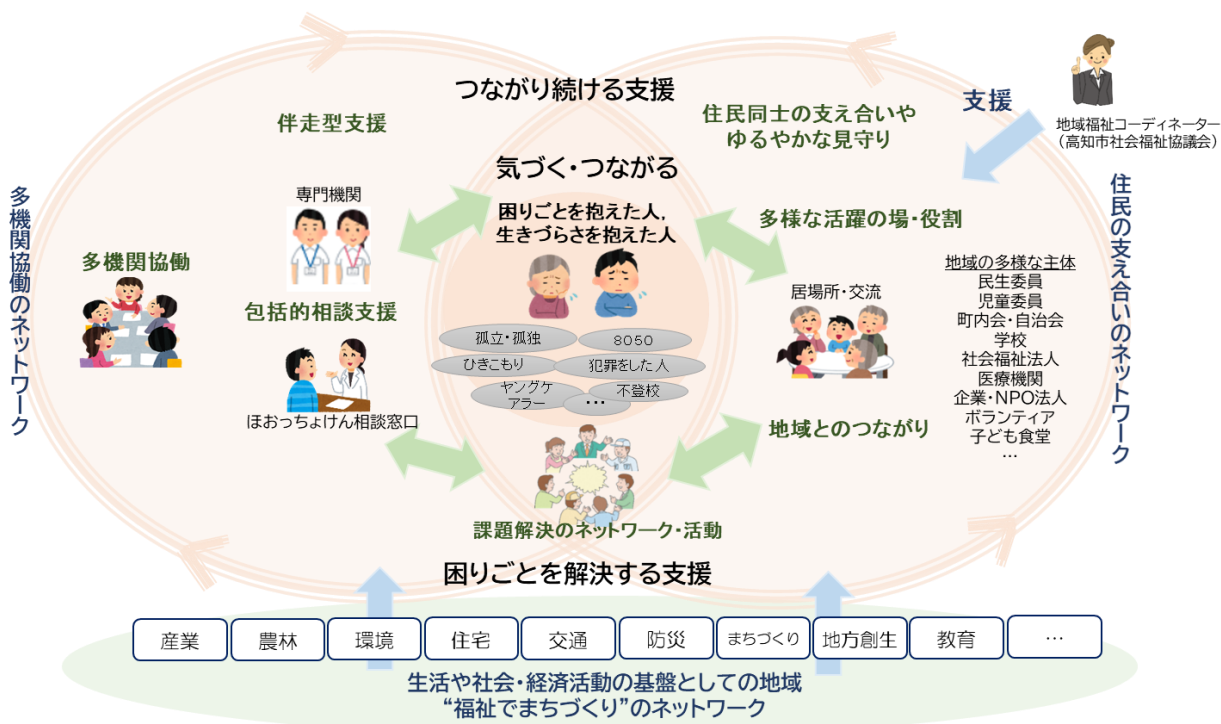 つながり続ける支援
伴走型支援
住民同士の支え合いや
ゆるやかな見守り
支援
地域福祉コーディネーター
（高知市社会福祉協議会）
多機関協働のネットワーク
住民の支え合いのネットワーク
気づく・つながる
困りごとを抱えた人，
生きづらさを抱えた人
専門機関
多機関協働
包括的相談支援
ほおっちょけん相談窓口
孤立・孤独
8050
ひきこもり
犯罪をした人
ヤングケ
アラー
不登校
…
多様な活躍の場・役割
居場所・交流
地域とのつながり
地域の多様な主体
民生委員
児童委員
町内会・自治会
学校
社会福祉法人
医療機関
企業・NPO法人
ボランティア
子ども食堂
…
課題解決のネットワーク・活動
困りごとを解決する支援
産業
農林
環境
住宅
交通
防災
まちづくり
地方創生
教育
…
生活や社会・経済活動の基盤としての地域
“福祉でまちづくり”のネットワーク